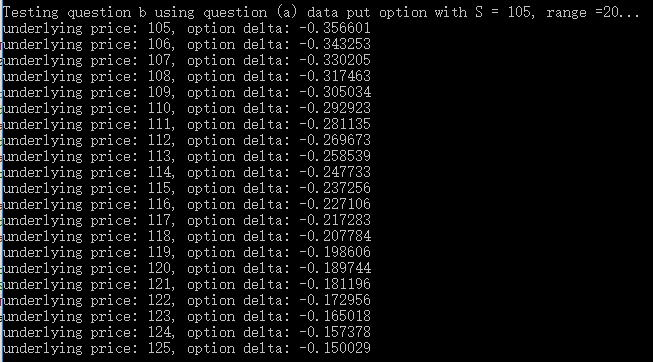 Testing question b using question (a) data put option with S = 105, range =20...
underlying price: 105, option delta: -0.356601
underlying price: 106, option delta: -0.343253
underlying price: 107, option delta: -0.330205
underlying price: 108, option delta: -0.317463
underlying price: 109, option delta: -0.305034
underlying price: 110, option delta: -0.292923
underlying price: 111, option delta: -0.281135
underlying price: 112, option delta: -0.269673
underlying price: 113, option delta: -0.258539
underlying price: 114, option delta: -0.247733
underlying price: 115, option delta: -0.237256
underlying price: 116, option delta: -0.227106
underlying price: 117, option delta: -0.217283
underlying price: 118, option delta: -0.207784
underlying price: 119, option delta: -0.198606
underlying price: 120, option delta: -0.189744
underlying price: 121, option delta: -0.181196
underlying price: 122, option delta: -0.172956
underlying price: 123, option delta: -0.165018
underlying price: 124, option delta: -0.157378
underlying price: 125, option delta: -0.150029